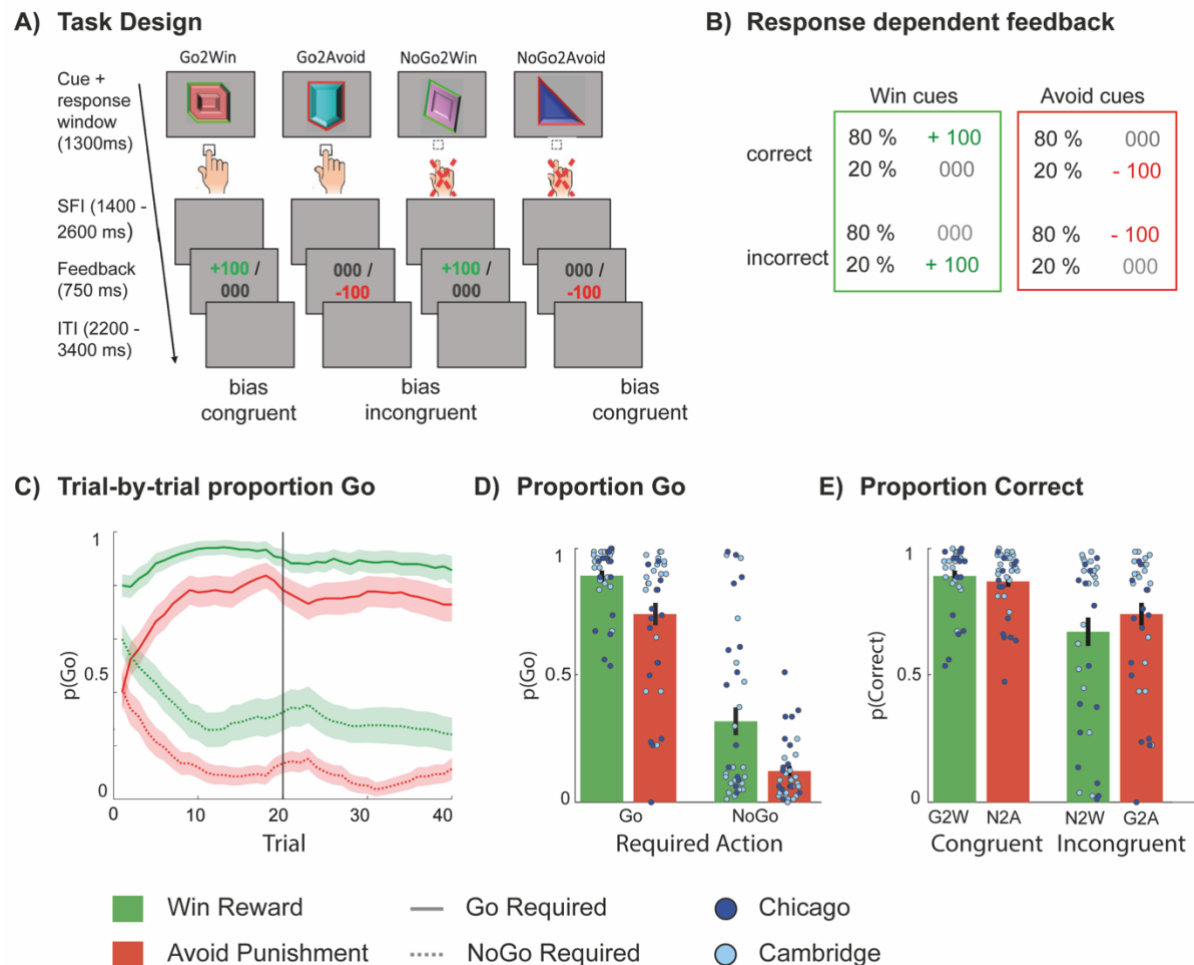 A) Task Design
Go2Win Go2Avoid NoGo2Win NoGo2Avoid
Cue +
response
window
(1300ms)
SFI (1400 -
2600 ms)
Feedback
(750 ms)
+100 / 000 / +100 / 000 /
000 -100 000 -100
ITI (2200 -
3400 ms)
bias bias bias
congruent incongruent congruent
B) Response dependent feedback
Win cues Avoid cues
correct
80 % + 100 80 % 000
20 % 000 20 % - 100
incorrect
80 % 000 80 % - 100
20 % + 100 20 % 000
C) Trial-by-trial proportion Go
p(Go)
1
0.5
0
0 10 20 30 40
Trial
D) Proportion Go
p(Go)
1
0.5
0
Go NoGo
Required Action
E) Proportion Correct
p(Correct)
1
0.5
0
G2W N2A N2W G2A
Congruent Incongruent
Win Reward Go Required Chicago
Avoid Punishment NoGo Required Cambridge